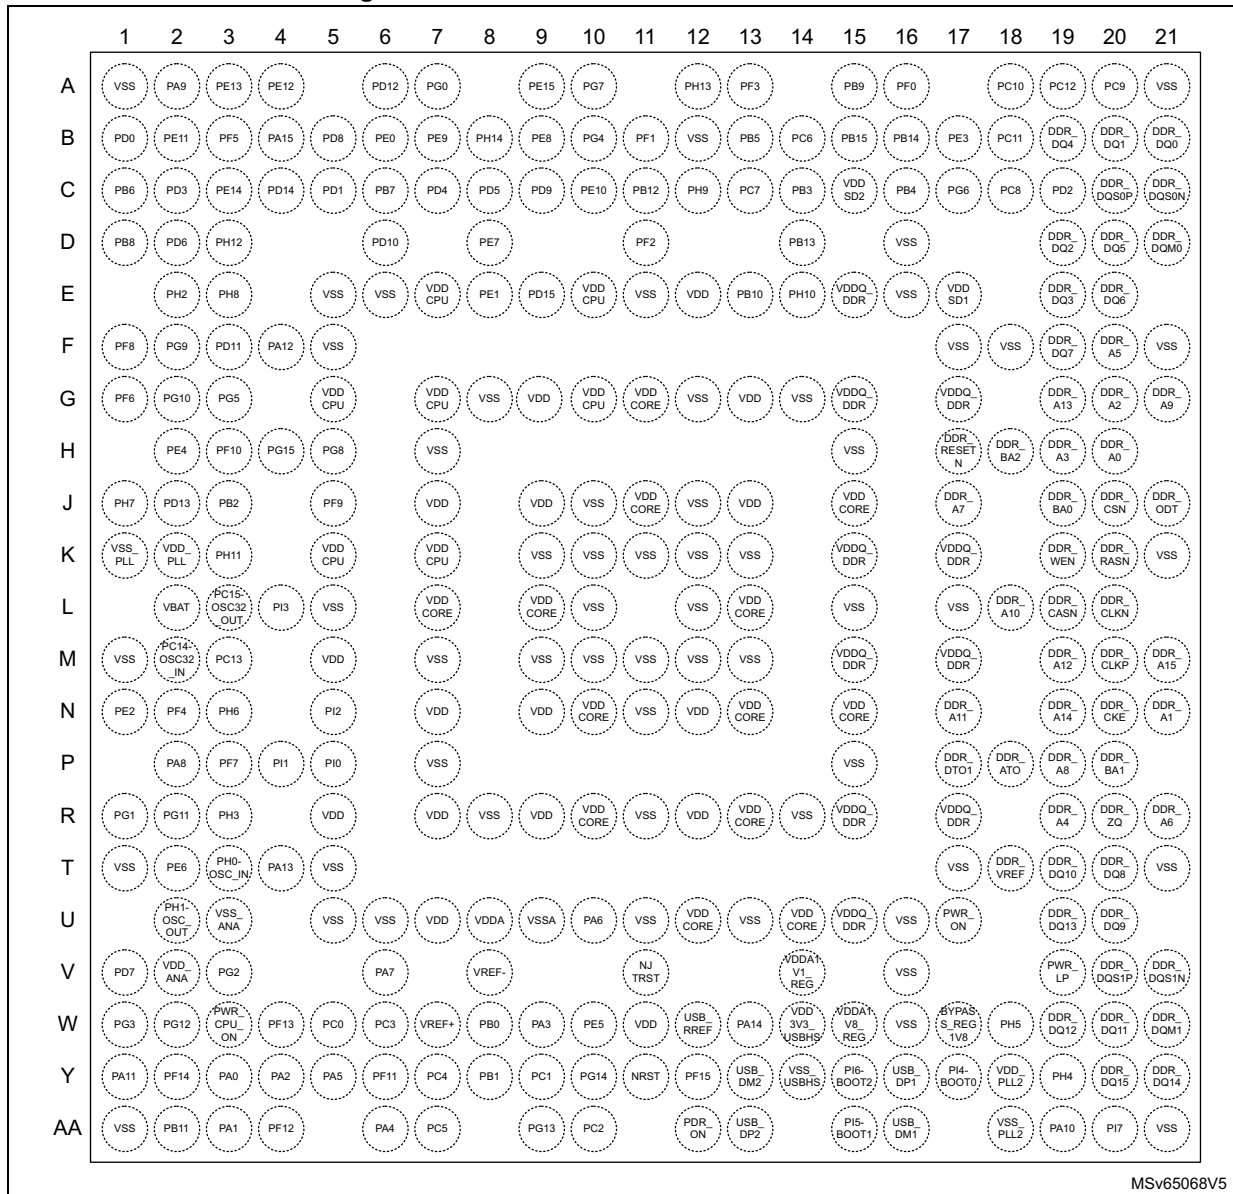 1 2 3 4 5 6 7 8 9 10 11 12 13 14 15 16 17 18 19 20 21
A VSS PA9 PE13 PE12 PD12 PG0 PE15 PG7 PH13 PF3 PB9 PF0 PC10 PC12 PC9 VSS
B PD0 PE11 PF5 PA15 PD8 PE0 PE9 PH14 PE8 PG4 PF1 VSS PB5 PC6 PB15 PB14 PE3 PC11 DDR_DQ4 DDR_DQ1 DDR_DQ0
C PB6 PD3 PE14 PD14 PD1 PB7 PD4 PD5 PD9 PE10 PB12 PH9 PC7 PB3 VDD SD2 PB4 PG6 PC8 PD2 DDR_DQS0P DDR_DQS0N
D PB8 PD6 PH12 PD10 PE7 PF2 PB13 VSS DDR_DQ2 DDR_DQ5 DDR_DQM0
E PH2 PH8 VSS VSS VDD CPU PE1 PD15 VDD CPU VSS VDD PB10 PH10 VDDQ_DDR VSS VDD SD1 DDR_DQ3 DDR_DQ6
F PF8 PG9 PD11 PA12 VSS VSS VSS DDR_DQ7 DDR_A5 VSS
G PF6 PG10 PG5 VDD CPU VDD CPU VSS VDD VDD CPU VDD CORE VSS VDD VSS VDDQ_DDR VDDQ_DDR DDR_A13 DDR_A2 DDR_A9
H PE4 PF10 PG15 PG8 VSS VSS DDR_RESETN DDR_BA2 DDR_A3 DDR_A0
J PH7 PD13 PB2 PF9 VDD VDD VSS VDD CORE VSS VDD VDD CORE DDR_A7 DDR_BA0 DDR_CSN DDR_ODT
K VSS_PLL VDD_PLL PH11 VDD CPU VDD CPU VSS VSS VSS VSS VSS VDDQ_DDR VDDQ_DDR DDR_WEN DDR_RASN VSS
L VBAT PC15-OSC32_OUT PI3 VSS VDD CORE VDD CORE VSS VSS VDD CORE VSS VSS DDR_A10 DDR_CASN DDR_CLKN
M VSS PC14-OSC32_IN PC13 VDD VSS VSS VSS VSS VSS VSS VDDQ_DDR VDDQ_DDR DDR_A12 DDR_CLKP DDR_A15
N PE2 PF4 PH6 PI2 VDD VDD VDD CORE VSS VDD VDD CORE VDD CORE DDR_A11 DDR_A14 DDR_CKE DDR_A1
P PA8 PF7 PI1 PI0 VSS VSS DDR_DTO1 DDR_ATO DDR_A8 DDR_BA1
R PG1 PG11 PH3 VDD VDD VSS VDD VDD CORE VSS VDD VDD CORE VSS VDDQ_DDR VDDQ_DDR DDR_A4 DDR_ZQ DDR_A6
T VSS PE6 PH0-OSC_IN PA13 VSS VSS DDR_VREF DDR_DQ10 DDR_DQ8 VSS
U PH1-OSC_OUT VSS_ANA VSS VSS VDD VDDA VSSA PA6 VSS VDD CORE VSS VDD CORE VDDQ_DDR VSS PWR_ON DDR_DQ13 DDR_DQ9
V PD7 VDD_ANA PG2 PA7 VREF- NJTRST VDDA1V1_REG VSS PWR_LP DDR_DQS1P DDR_DQS1N
W PG3 PG12 PWR_CPU_ON PF13 PC0 PC3 VREF+ PB0 PA3 PE5 VDD USB_RREF PA14 VDD3V3_USBHS VDDA1V8_REG VSS BYPASS_REG1V8 PH5 DDR_DQ12 DDR_DQ11 DDR_DQM1
Y PA11 PF14 PA0 PA2 PA5 PF11 PC4 PB1 PC1 PG14 NRST PF15 USB_DM2 VSS_USBHS PI6-BOOT2 USB_DP1 PI4-BOOT0 VDD_PLL2 PH4 DDR_DQ15 DDR_DQ14
AA VSS PB11 PA1 PF12 PA4 PC5 PG13 PC2 PDR_ON USB_DP2 PI5-BOOT1 USB_DM1 VSS_PLL2 PA10 PI7 VSS
MSv65068V5